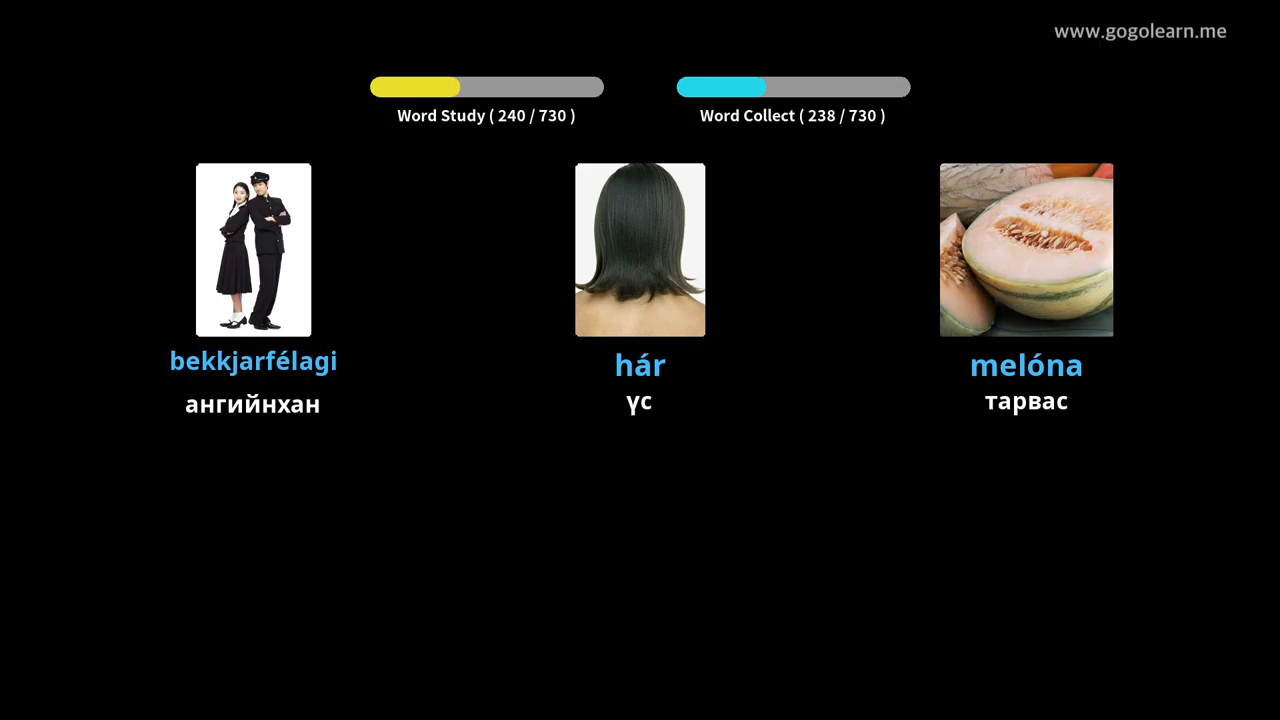 www.gogolearn.me
Word Study ( 240 / 730 )
Word Collect ( 238 / 730 )
bekkjarfélagi
hár
melóna
ангийнхан
үс
тарвас